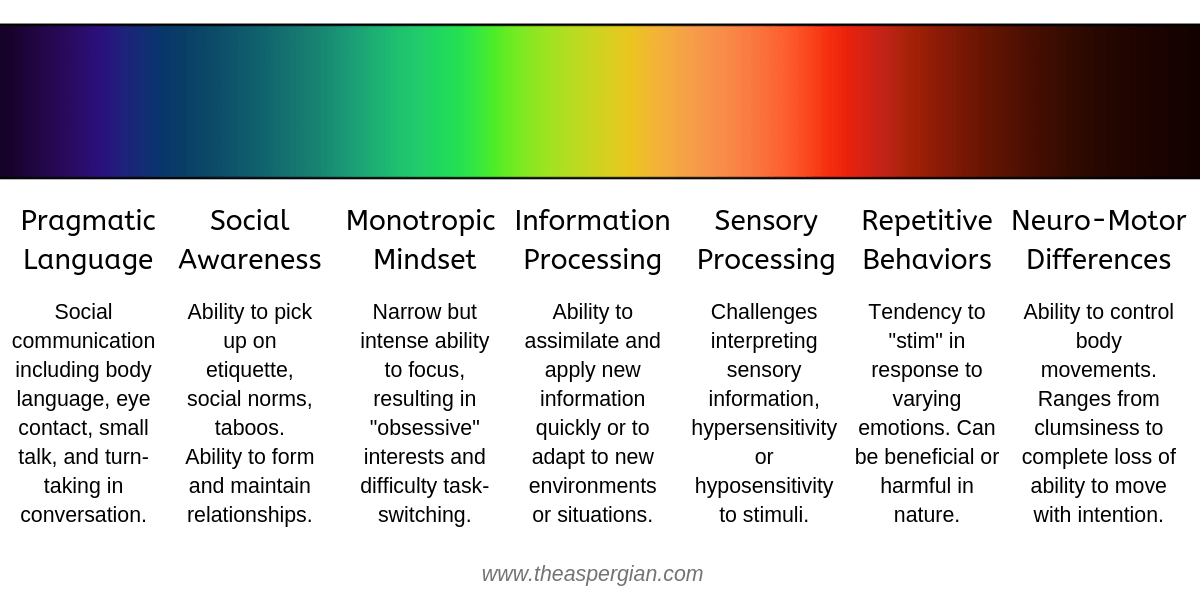 Pragmatic
Language
Social
communication
including body
language, eye
contact, small
talk, and turn-
taking in
conversation.
Social
Awareness
Ability to pick
up on
etiquette,
social norms,
taboos.
Ability to form
and maintain
relationships.
Monotropic
Mindset
Narrow but
intense ability
to focus,
resulting in
"obsessive"
interests and
difficulty task-
switching.
Information
Processing
Ability to
assimilate and
apply new
information
quickly or to
adapt to new
environments
or situations.
Sensory
Processing
Challenges
interpreting
sensory
information,
hypersensitivity
or
hyposensitivity
to stimuli.
Repetitive
Behaviors
Tendency to
"stim" in
response to
varying
emotions. Can
be beneficial or
harmful in
nature.
Neuro-Motor
Differences
Ability to control
body
movements.
Ranges from
clumsiness to
complete loss of
ability to move
with intention.
www.theaspergian.com